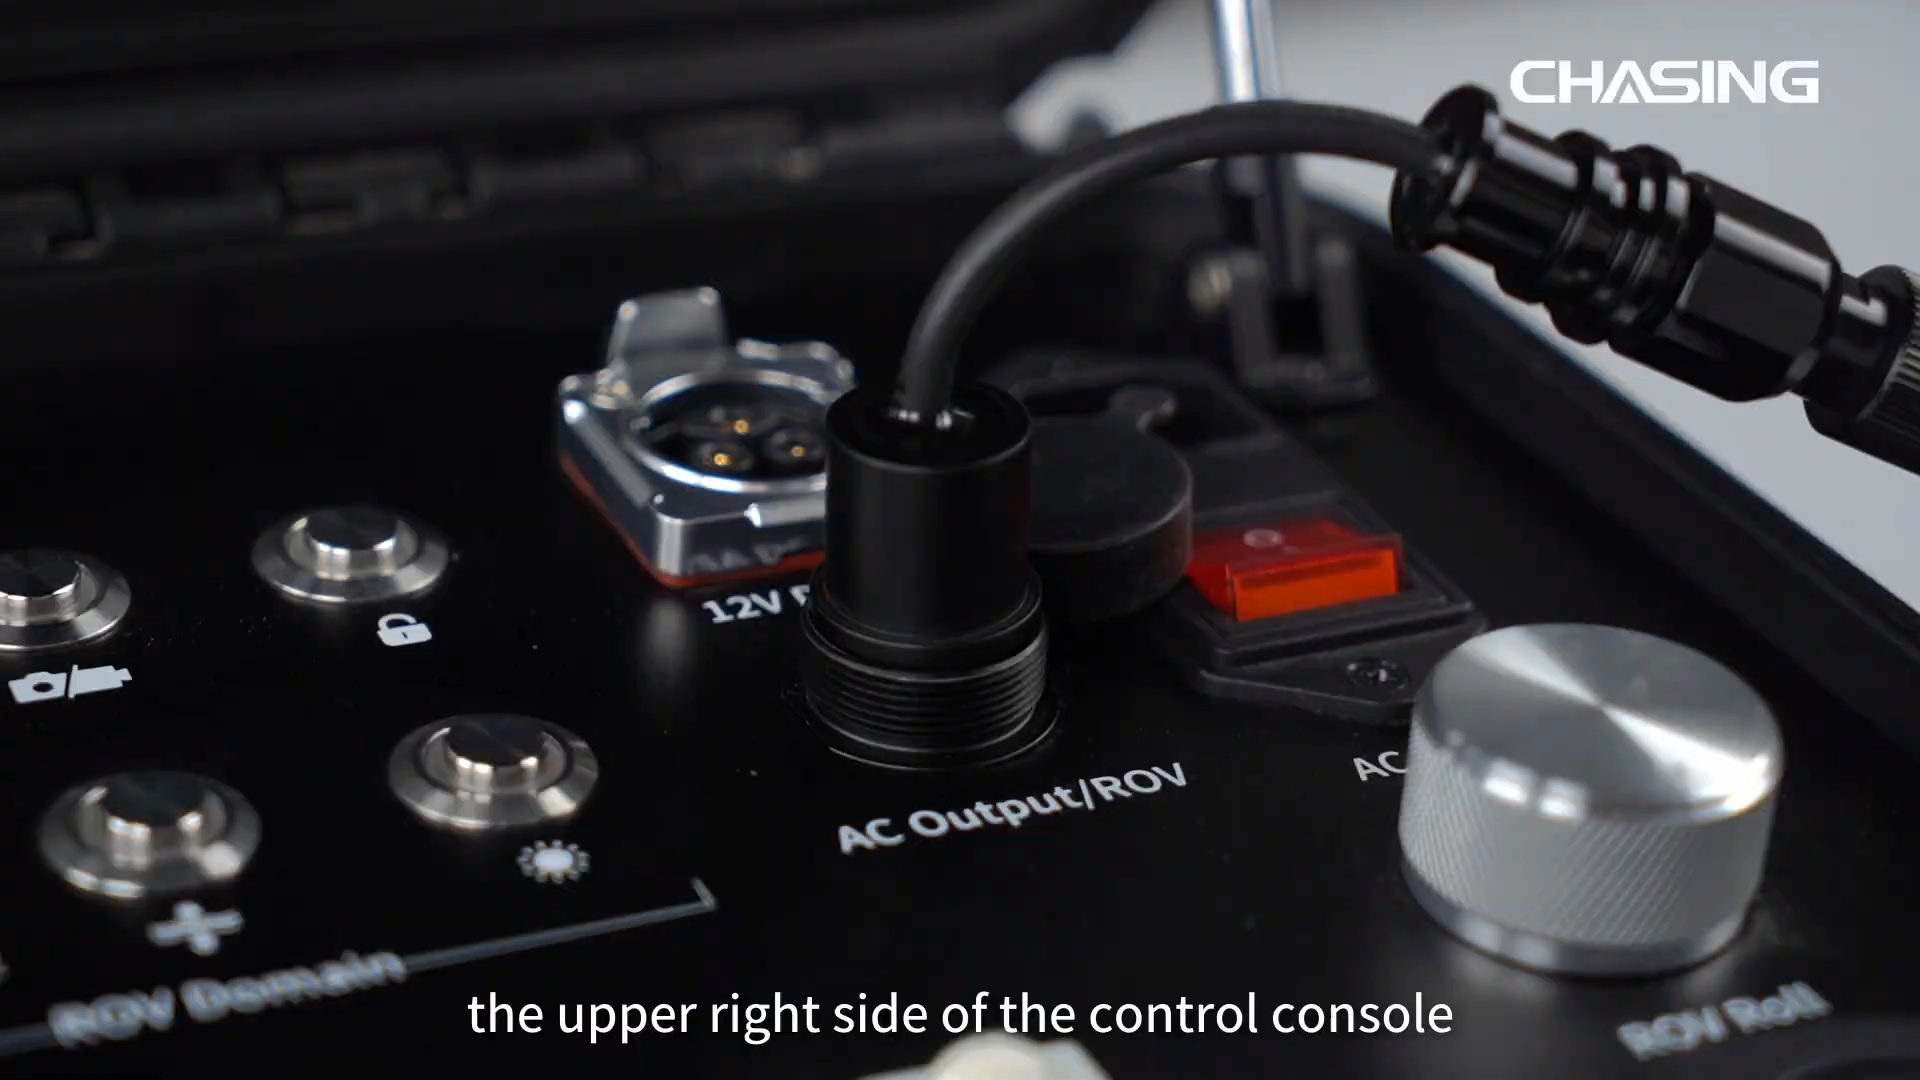 CHASING
12V
AC Output/ROV
AC
ROV Domain
ROV Roll
the upper right side of the control console